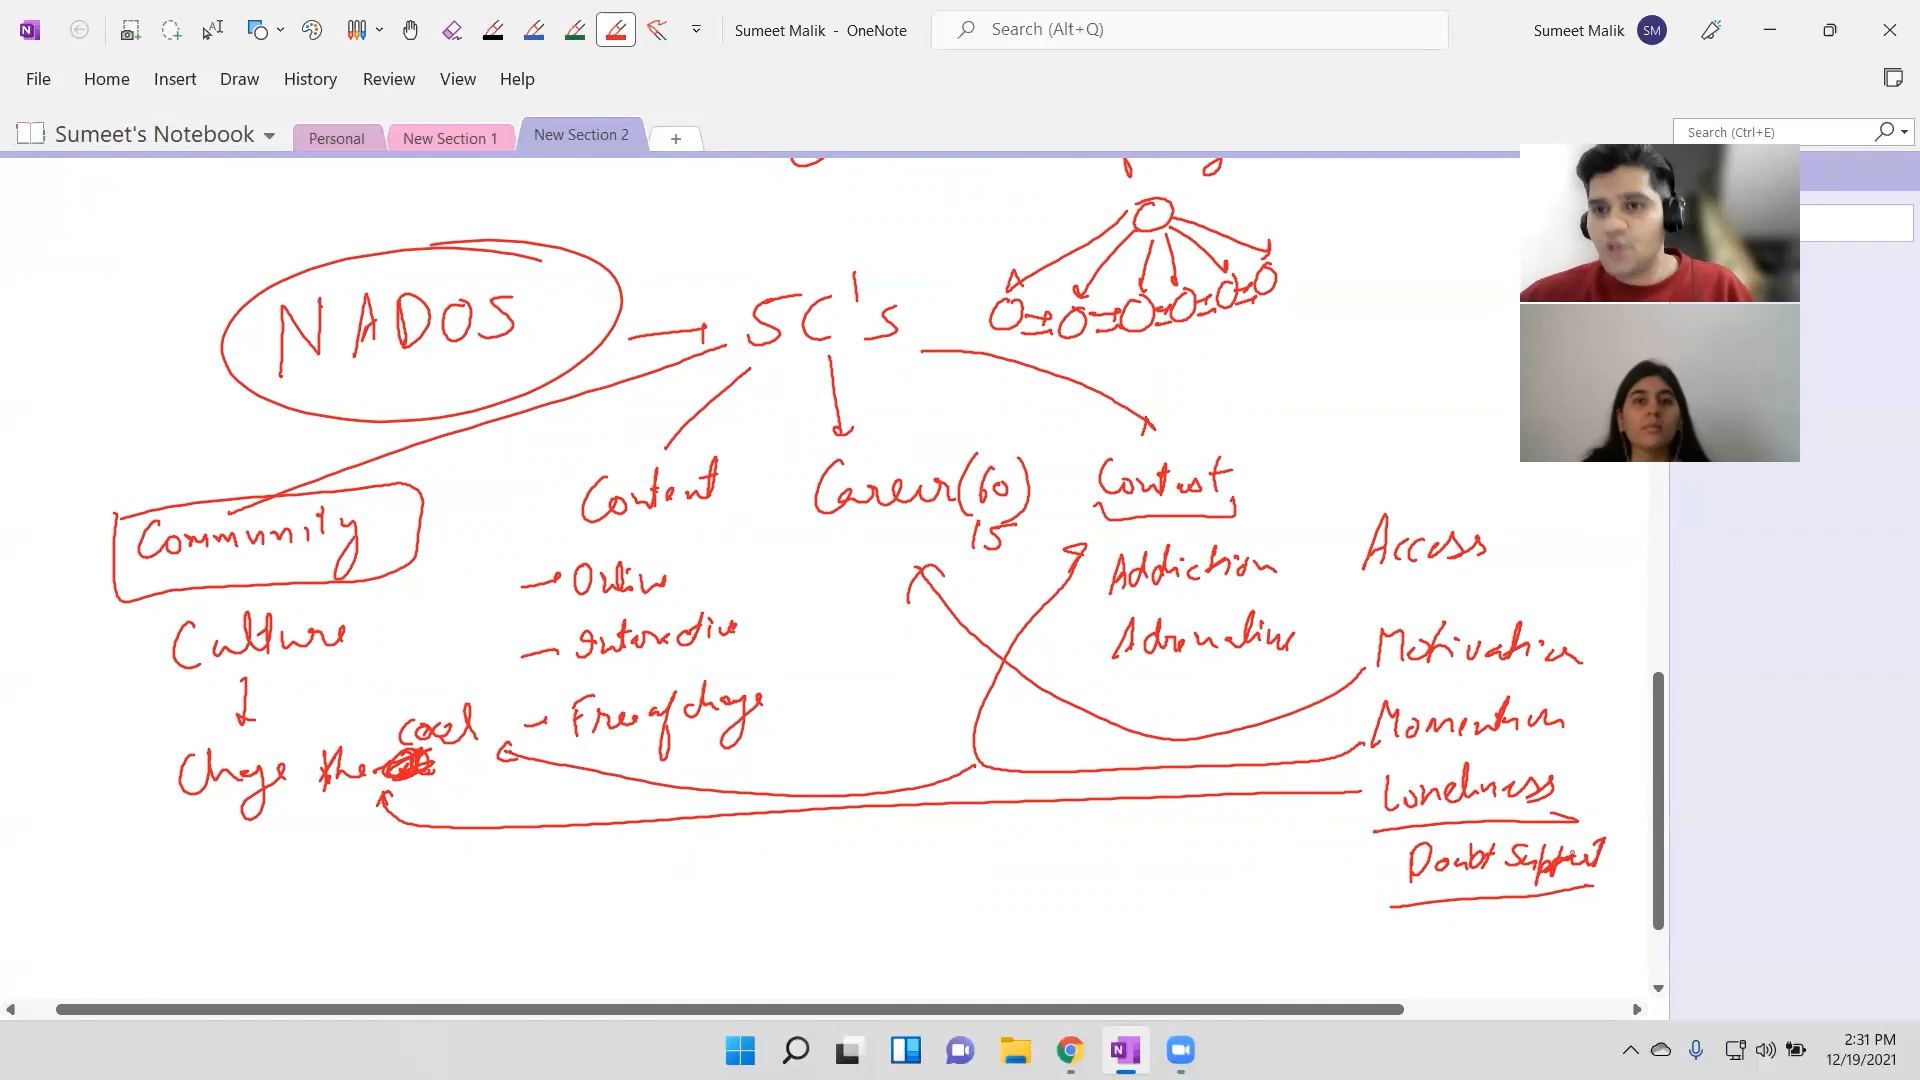 Sumeet Malik - OneNote
Search (Alt+Q)
Sumeet Malik
SM
File Home Insert Draw History Review View Help
Sumeet's Notebook
Personal
New Section 1
New Section 2
+
Search (Ctrl+E)
NADOS
5C's
Community
Content
Career (60)
15
Contest
Access
Culture
Online
Interactive
Free of charge
Addiction
Adrenaline
Motivation
Momentum
Loneliness
Doubt Support
cool
Change the
2:31 PM
12/19/2021